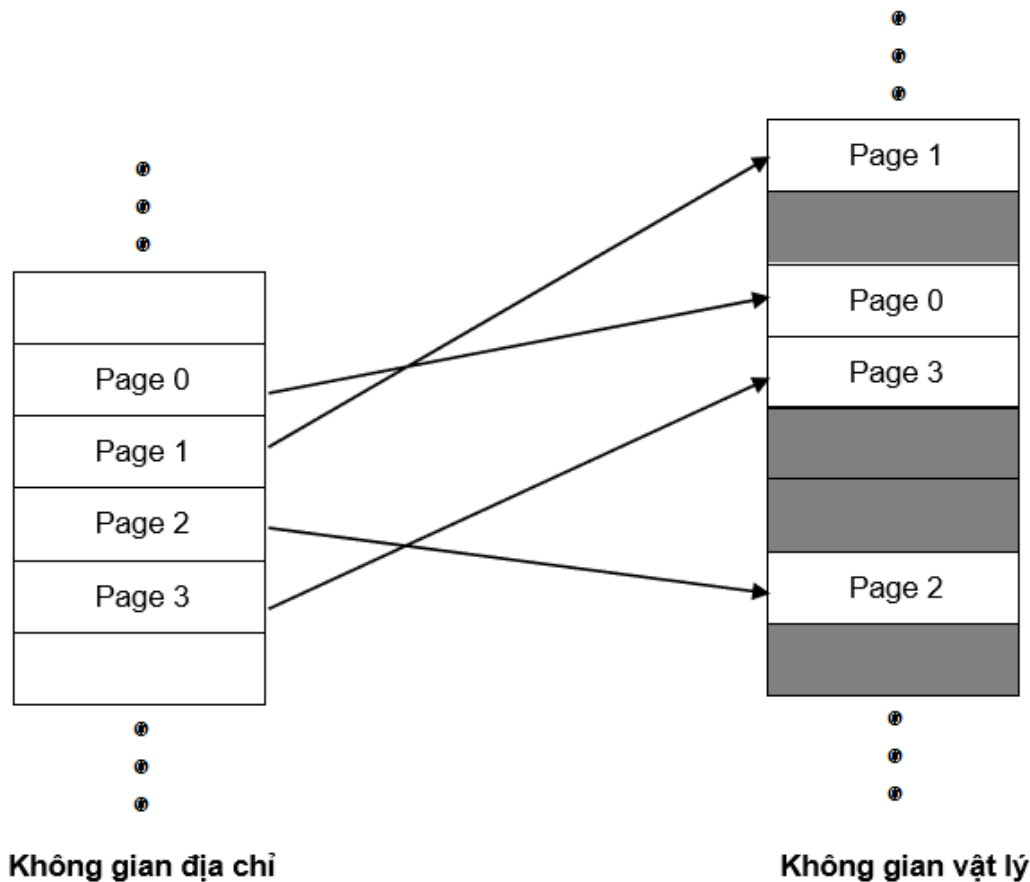 Page 0
Page 1
Page 2
Page 3
Không gian địa chỉ
Page 1
Page 0
Page 3
Page 2
Không gian vật lý